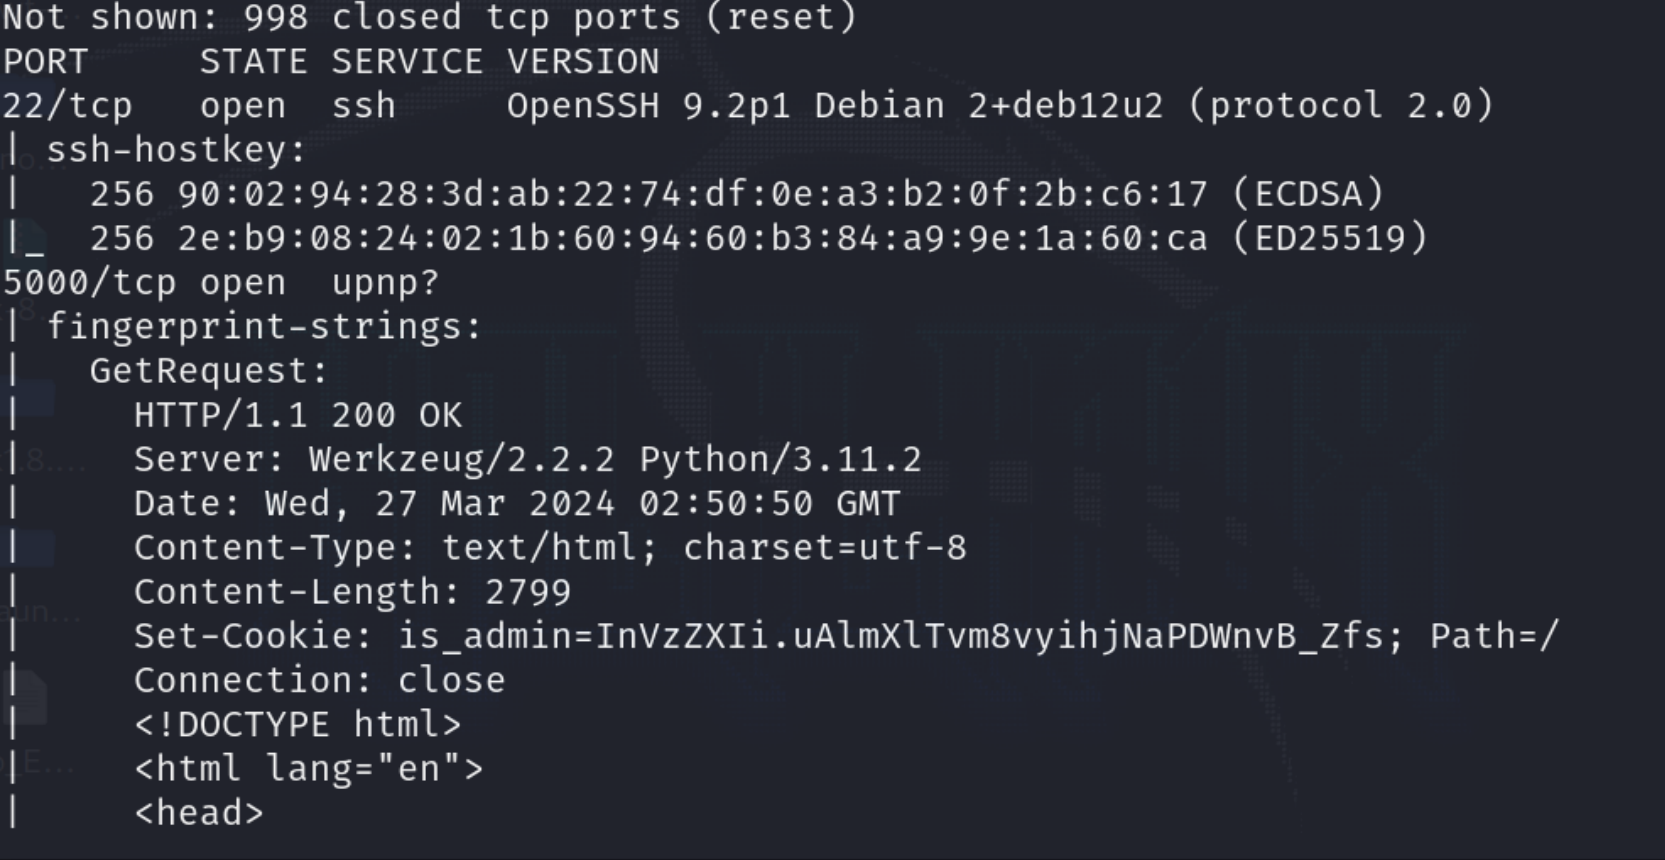 Not shown: 998 closed tcp ports (reset)
PORT     STATE SERVICE VERSION
22/tcp   open  ssh     OpenSSH 9.2p1 Debian 2+deb12u2 (protocol 2.0)
| ssh-hostkey:
|   256 90:02:94:28:3d:ab:22:74:df:0e:a3:b2:0f:2b:c6:17 (ECDSA)
|_  256 2e:b9:08:24:02:1b:60:94:60:b3:84:a9:9e:1a:60:ca (ED25519)
5000/tcp open  upnp?
| fingerprint-strings:
|   GetRequest:
|     HTTP/1.1 200 OK
|     Server: Werkzeug/2.2.2 Python/3.11.2
|     Date: Wed, 27 Mar 2024 02:50:50 GMT
|     Content-Type: text/html; charset=utf-8
|     Content-Length: 2799
|     Set-Cookie: is_admin=InVzZXIi.uAlmXlTvm8vyihjNaPDWnvB_Zfs; Path=/
|     Connection: close
|     <!DOCTYPE html>
|     <html lang="en">
|     <head>